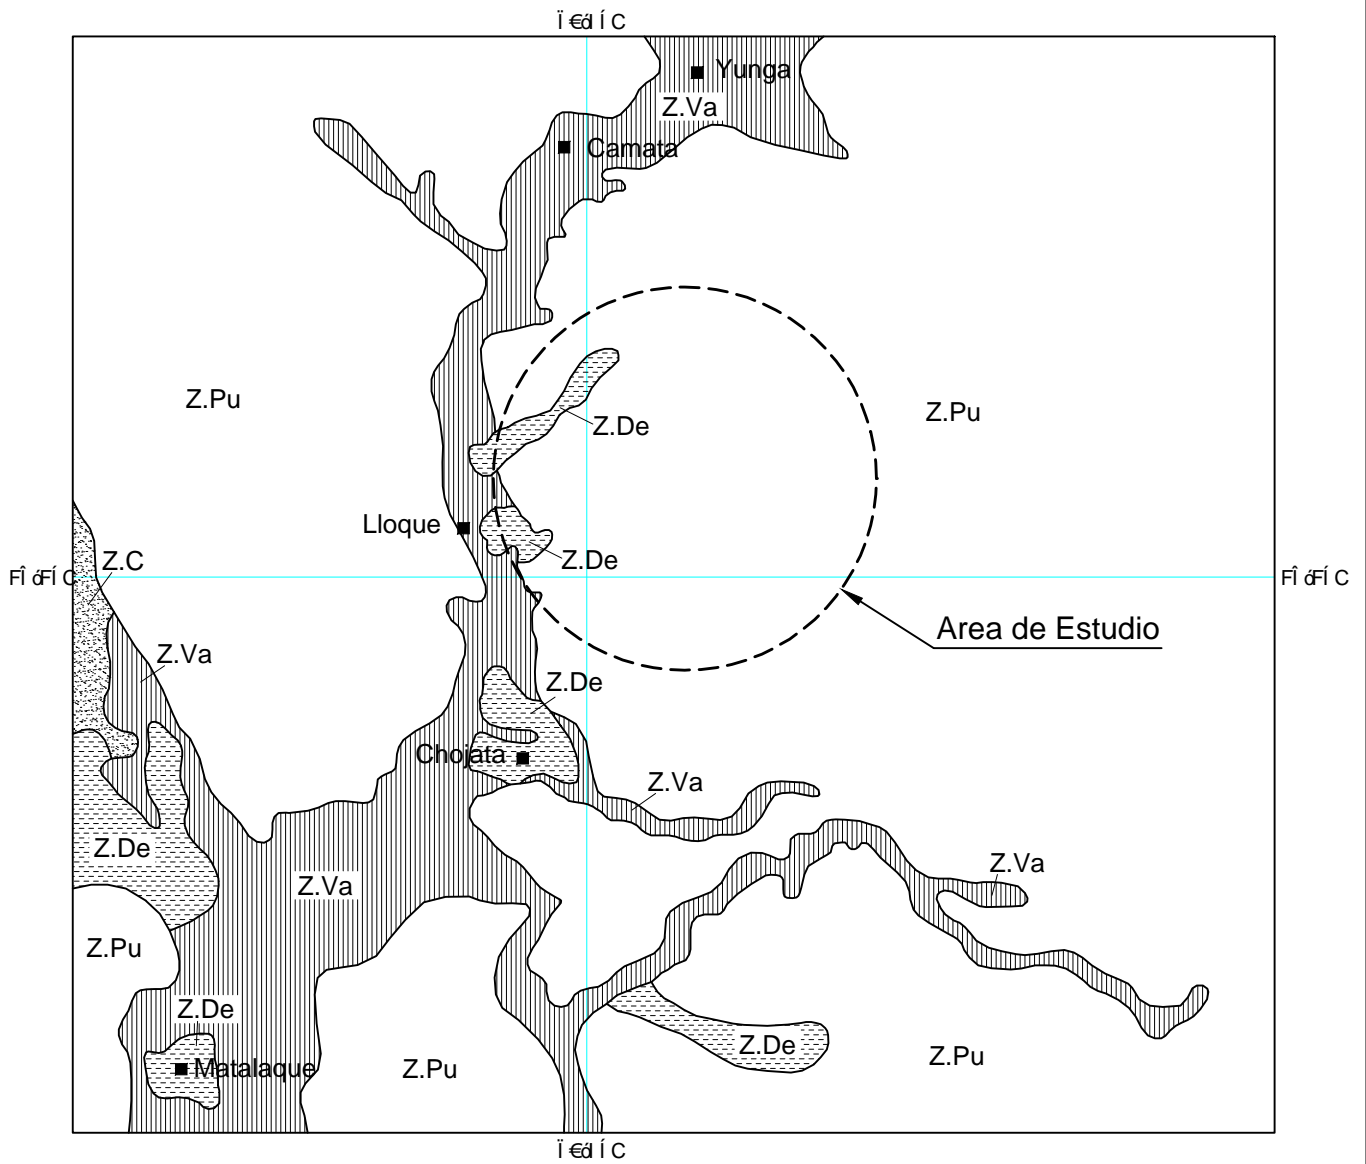 Yunga
Z.Va
Camata
Z.Pu
Z.Pu
Z.De
Lloque
Z.De
Z.C
Area de Estudio
Z.Va
Z.De
Chojata
Z.Va
Z.De
Z.Va
Z.Va
Z.Pu
Z.De
Z.De
Z.Pu
Matalaque
Z.Pu